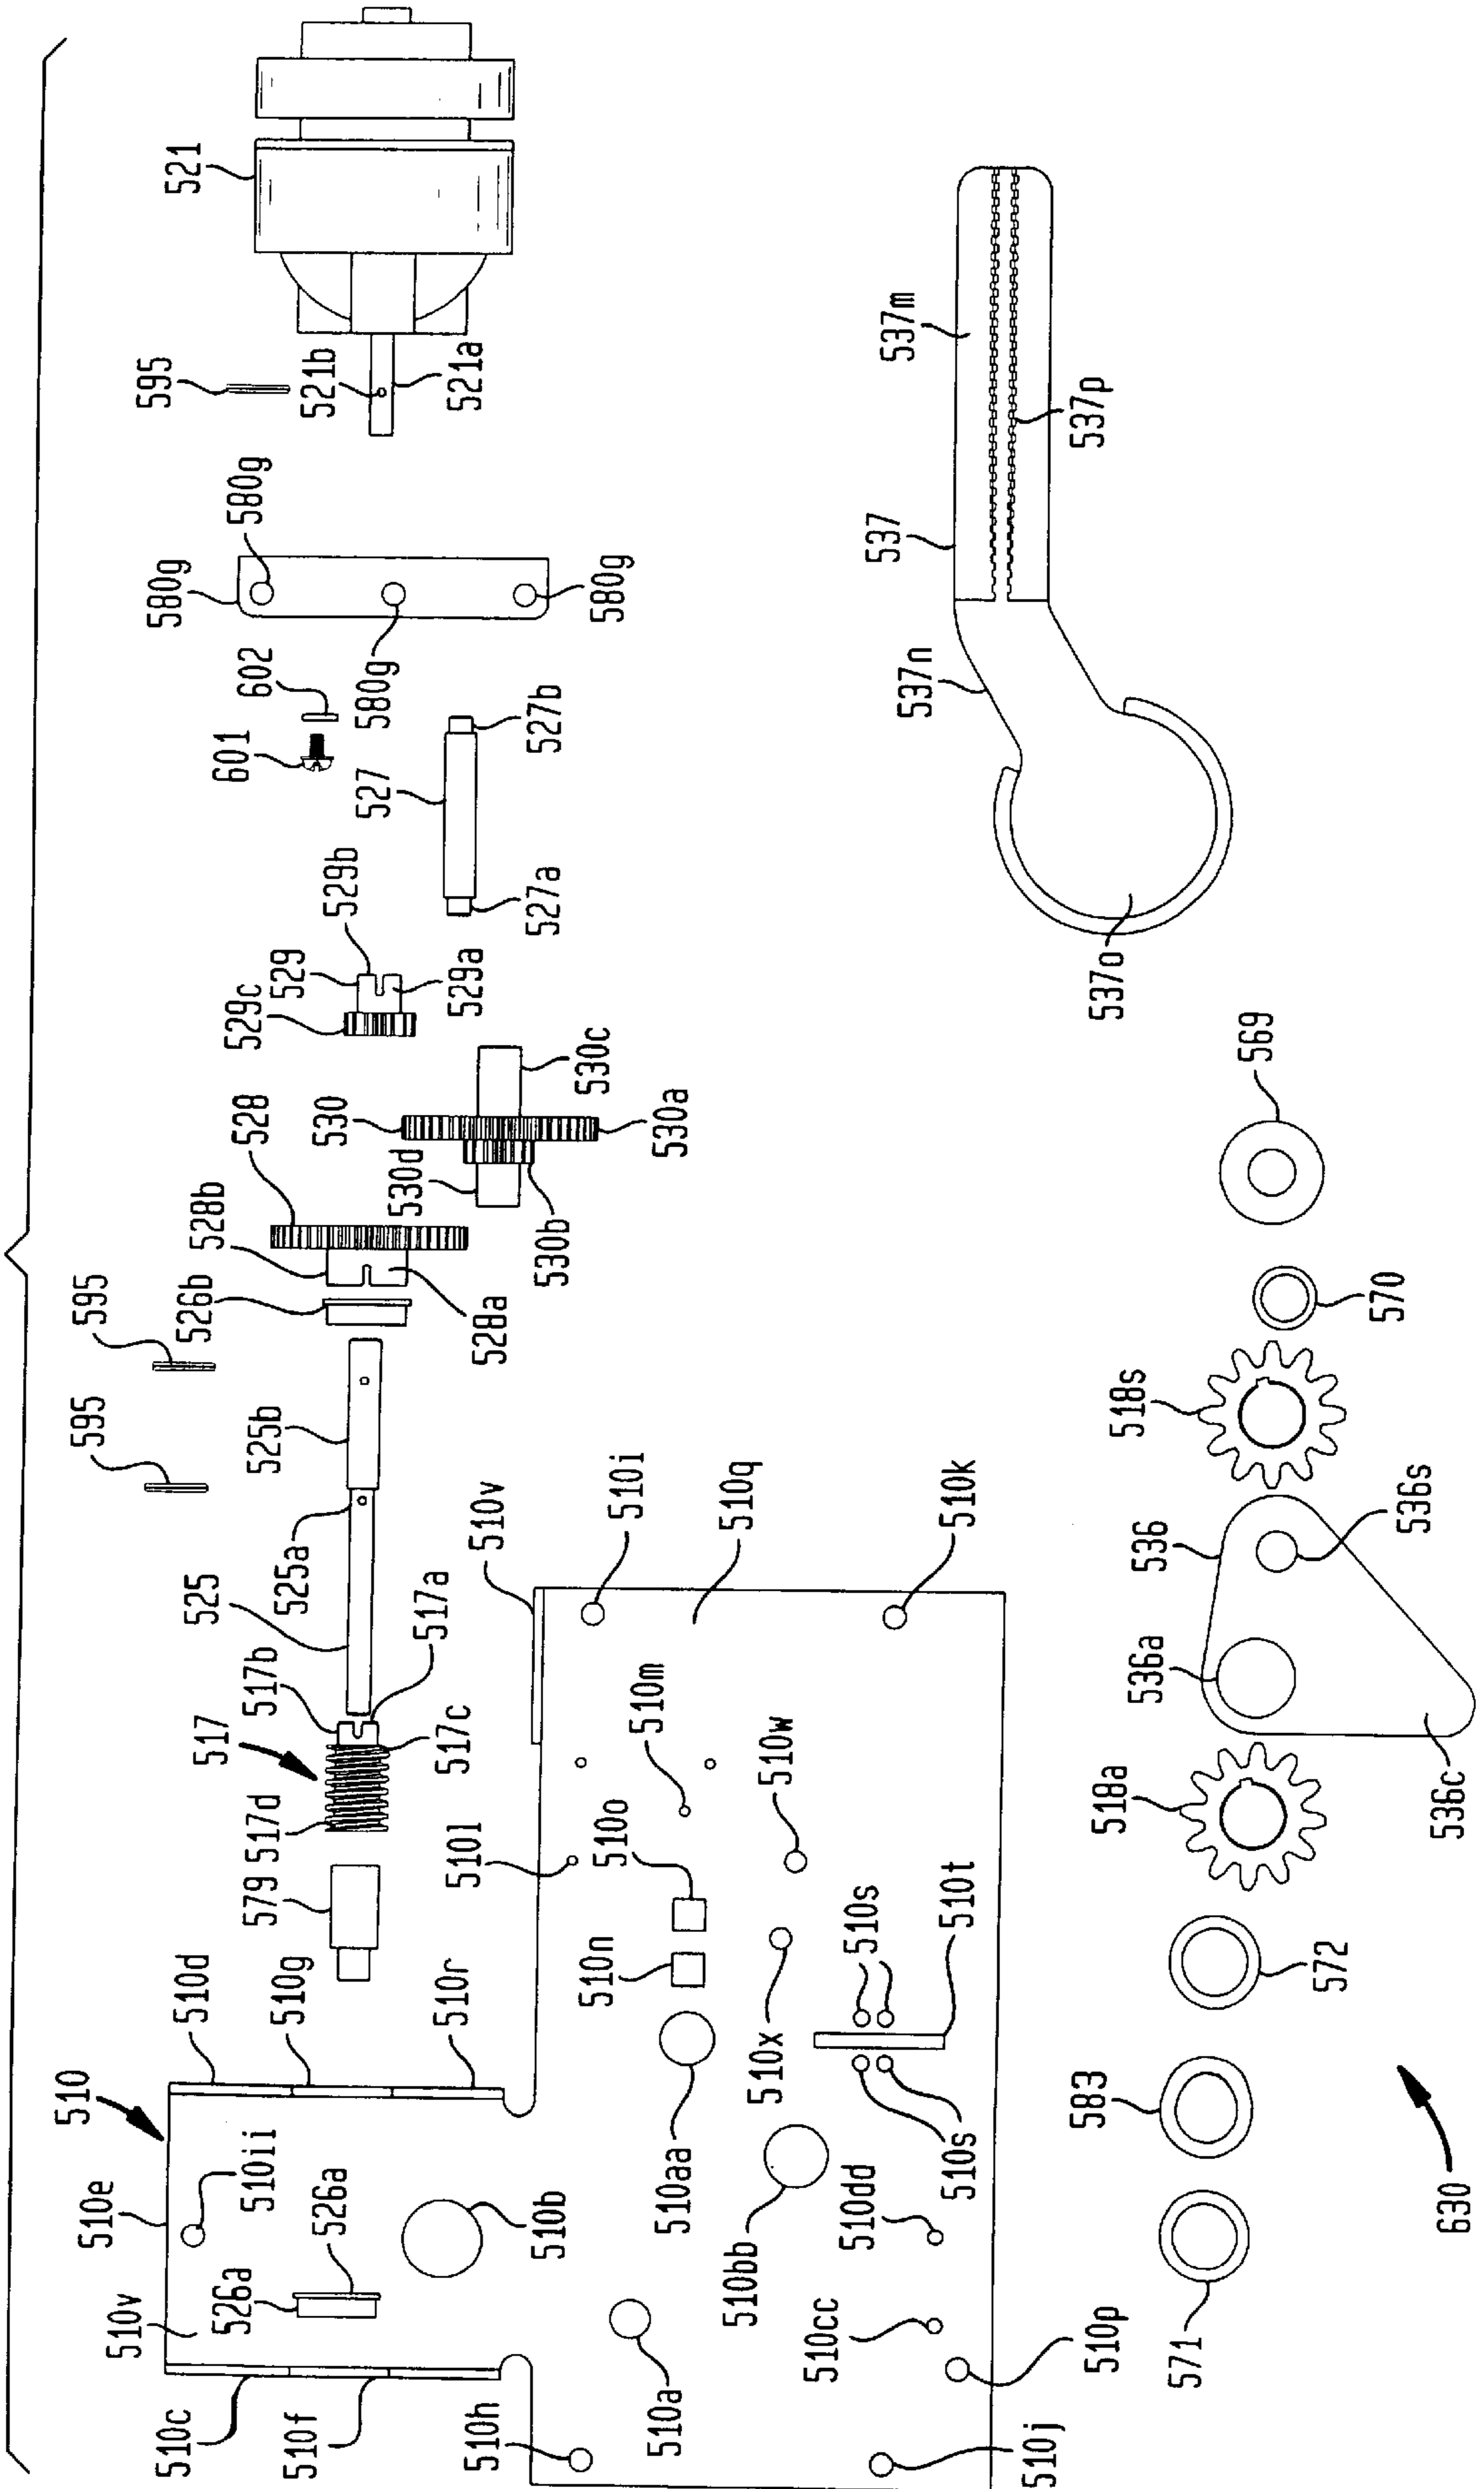 521
595
521b
521a
580g
580g
580g
580g
602
601
527b
527
527a
529b
529
529c
529a
530c
530
530a
530d
530b
528
528b
528a
526b
595
595
525b
525a
525
517b
517a
517
517c
517d
579
510v
510i
510q
510k
510m
510w
510l
510o
510n
510s
510t
510x
510s
510d
510g
510r
510
510ii
510e
526a
526a
510v
510b
510aa
510bb
510dd
510cc
510p
510a
510c
510f
510h
510j
537m
537p
537
537n
537o
569
570
518s
536s
536
536a
536c
518a
572
583
571
630